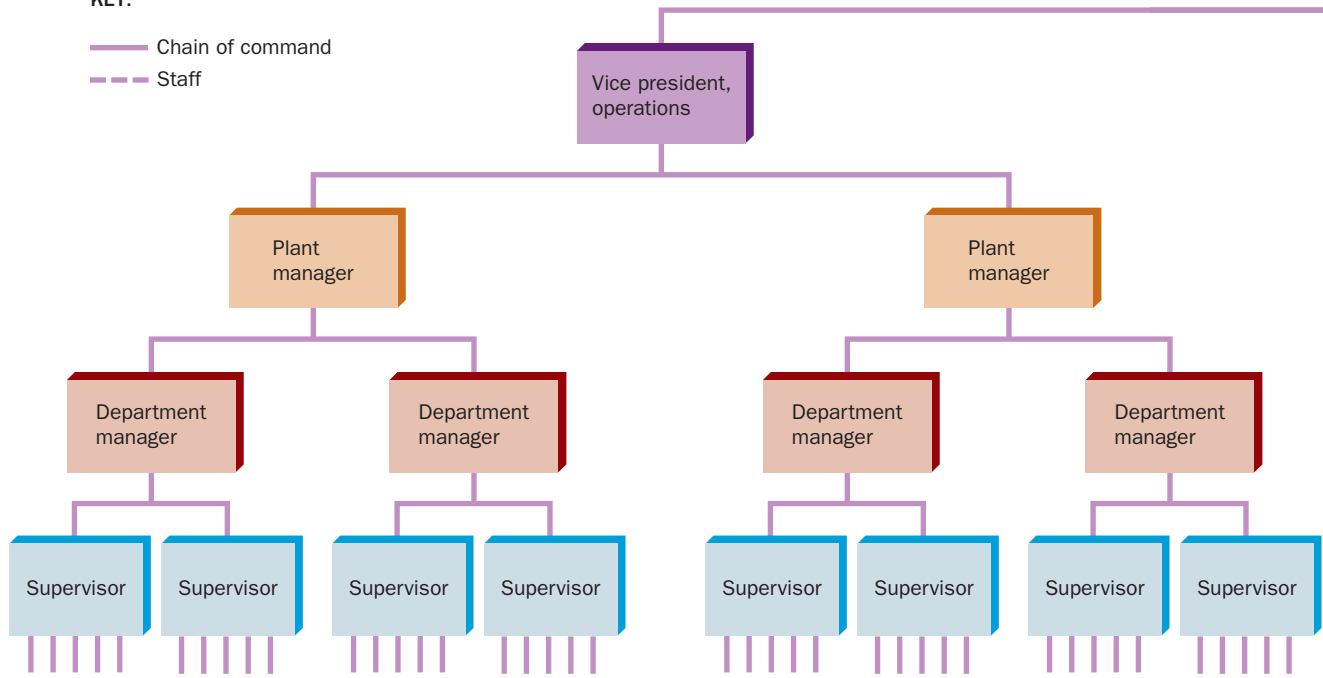 KEY:
Chain of command
Staff
Vice president,
operations
Plant
manager
Plant
manager
Department
manager
Department
manager
Department
manager
Department
manager
Supervisor
Supervisor
Supervisor
Supervisor
Supervisor
Supervisor
Supervisor
Supervisor